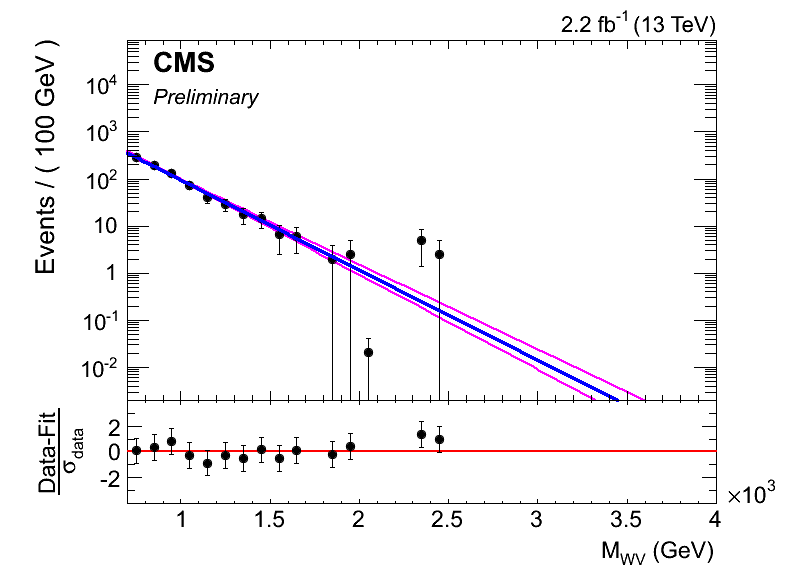 2.2 fb⁻¹ (13 TeV)
CMS
Preliminary
Events / ( 100 GeV )
10⁴
10³
10²
10
1
10⁻¹
10⁻²
Data-Fit
σdata
2
0
-2
1 1.5 2 2.5 3 3.5 4
×10³
M_WV (GeV)